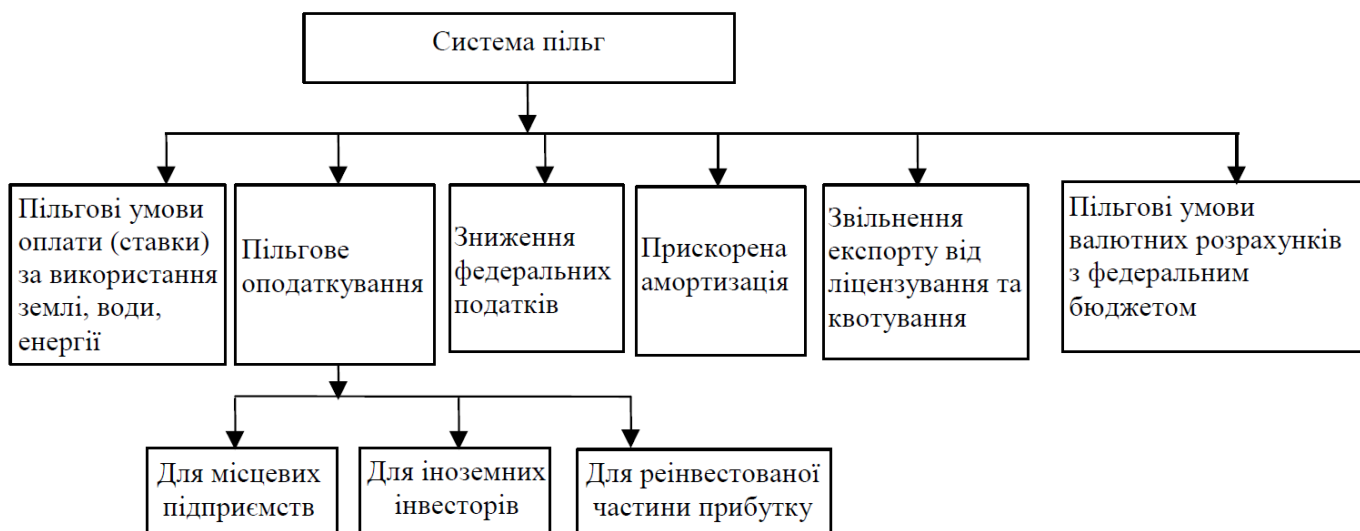 Система пільг
Пільгові умови
оплати (ставки)
за використання
землі, води,
енергії
Пільгове
оподаткування
Зниження
федеральних
податків
Прискорена
амортизація
Звільнення
експорту від
ліцензування та
квотування
Пільгові умови
валютних розрахунків
з федеральним
бюджетом
Для місцевих
підприємств
Для іноземних
інвесторів
Для реінвестованої
частини прибутку